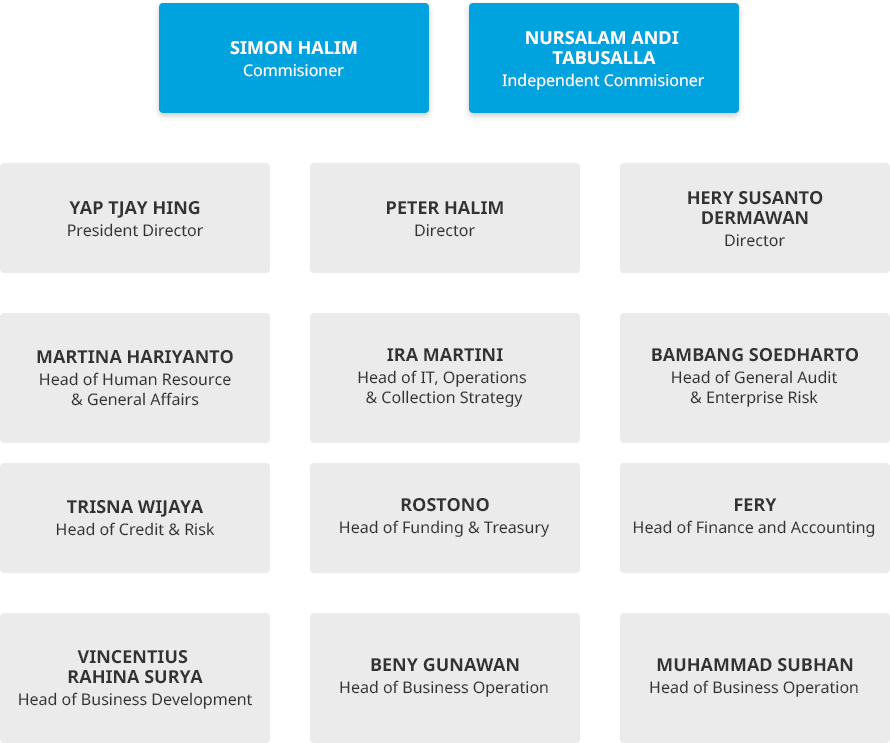 SIMON HALIM
Commisioner
NURSALAM ANDI
TABUSALLA
Independent Commisioner
YAP TJAY HING
President Director
PETER HALIM
Director
HERY SUSANTO
DERMAWAN
Director
MARTINA HARIYANTO
Head of Human Resource
& General Affairs
IRA MARTINI
Head of IT, Operations
& Collection Strategy
BAMBANG SOEDHARTO
Head of General Audit
& Enterprise Risk
TRISNA WIJAYA
Head of Credit & Risk
ROSTONO
Head of Funding & Treasury
FERY
Head of Finance and Accounting
VINCENTIUS
RAHINA SURYA
Head of Business Development
BENY GUNAWAN
Head of Business Operation
MUHAMMAD SUBHAN
Head of Business Operation